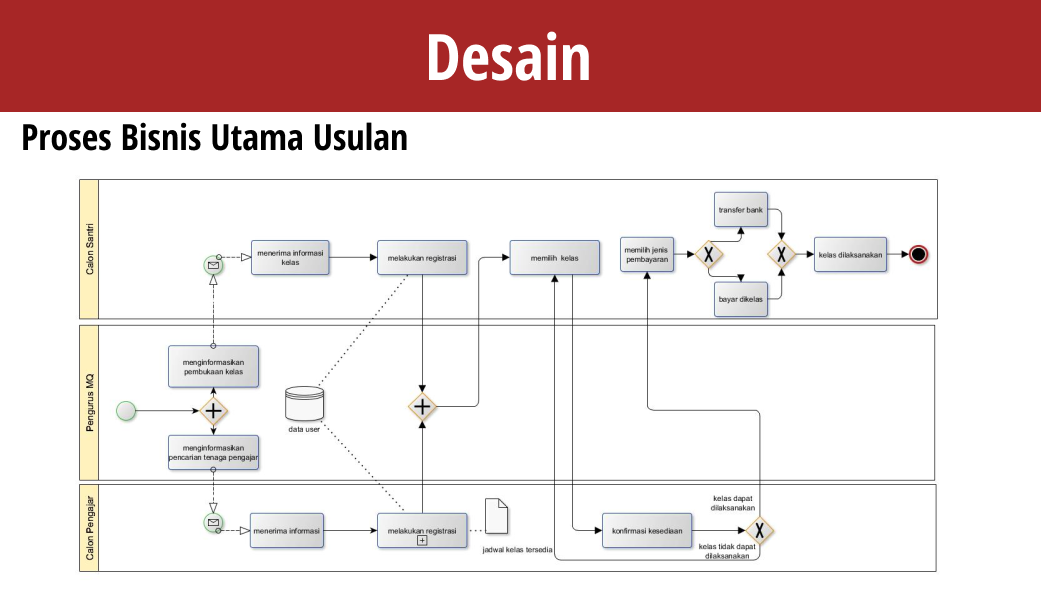 Desain
Proses Bisnis Utama Usulan
Calon Santri
menerima informasi
kelas
melakukan registrasi
memilih kelas
memilih jenis
pembayaran
transfer bank
bayar dikelas
kelas dilaksanakan
Pengurus MQ
menginformasikan
pembukaan kelas
menginformasikan
pencarian tenaga pengajar
data user
Calon Pengajar
menerima informasi
melakukan registrasi
jadwal kelas tersedia
konfirmasi kesediaan
kelas dapat
dilaksanakan
kelas tidak dapat
dilaksanakan